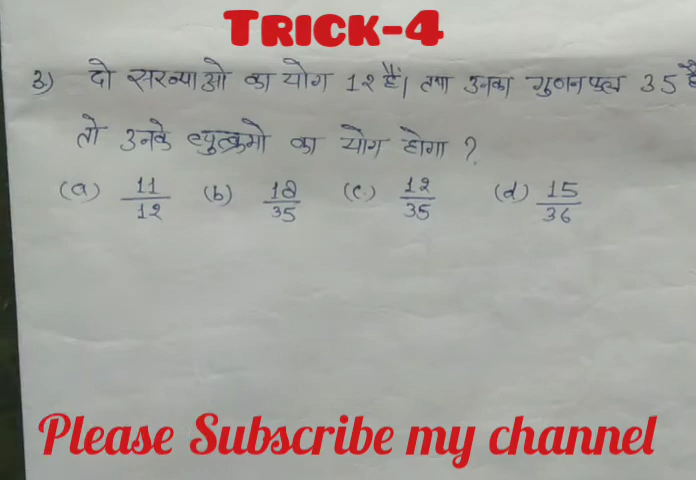 TRICK-4
3) दो सख्याओ का योग 12 हैं। तथा उनका गुणनफल 35 है
तो उनके व्युत्क्रमो का योग होगा ?
(a) 11/12 (b) 18/35 (c.) 12/35 (d) 15/36
Please Subscribe my channel